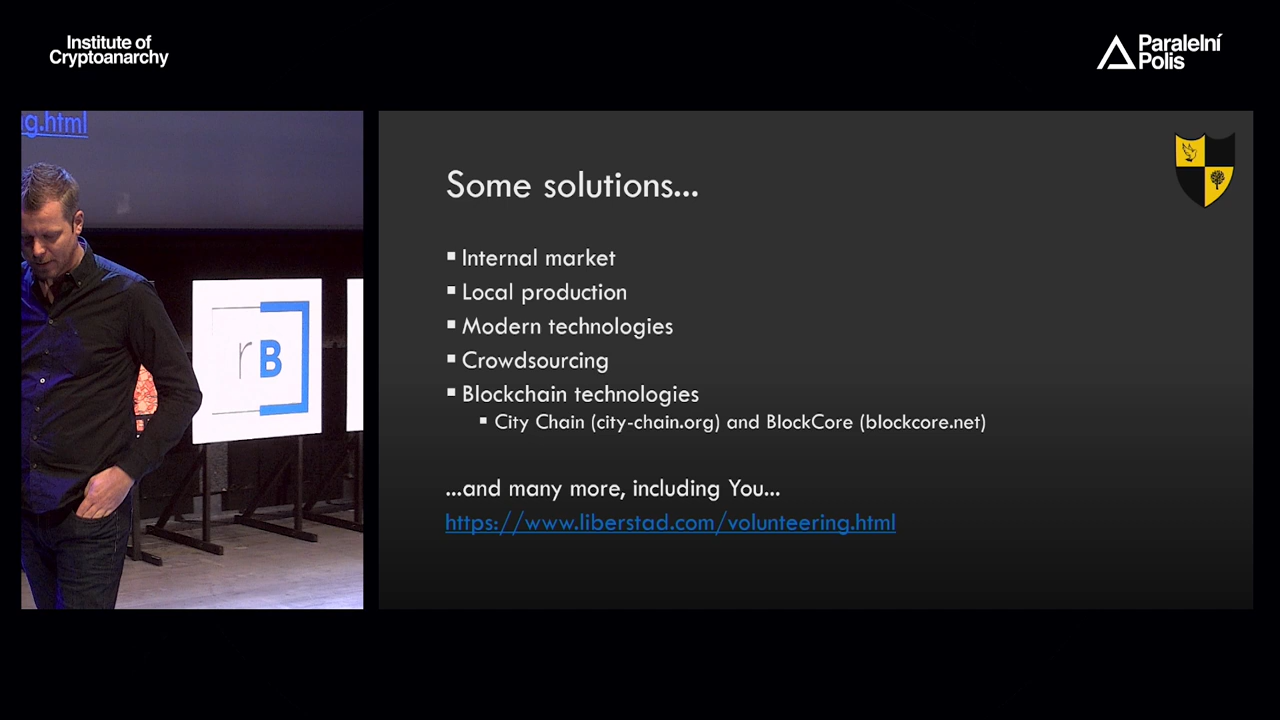 Institute of
Cryptoanarchy
Paralelní
Polis
g.html
rB
Some solutions...
▪ Internal market
▪ Local production
▪ Modern technologies
▪ Crowdsourcing
▪ Blockchain technologies
▪ City Chain (city-chain.org) and BlockCore (blockcore.net)
...and many more, including You...
https://www.liberstad.com/volunteering.html